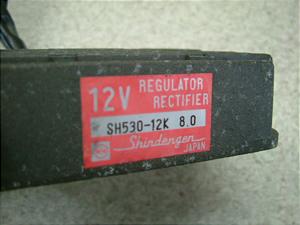 12V REGULATOR
RECTIFIER
SH530-12K 8.0
Shindengen
JAPAN